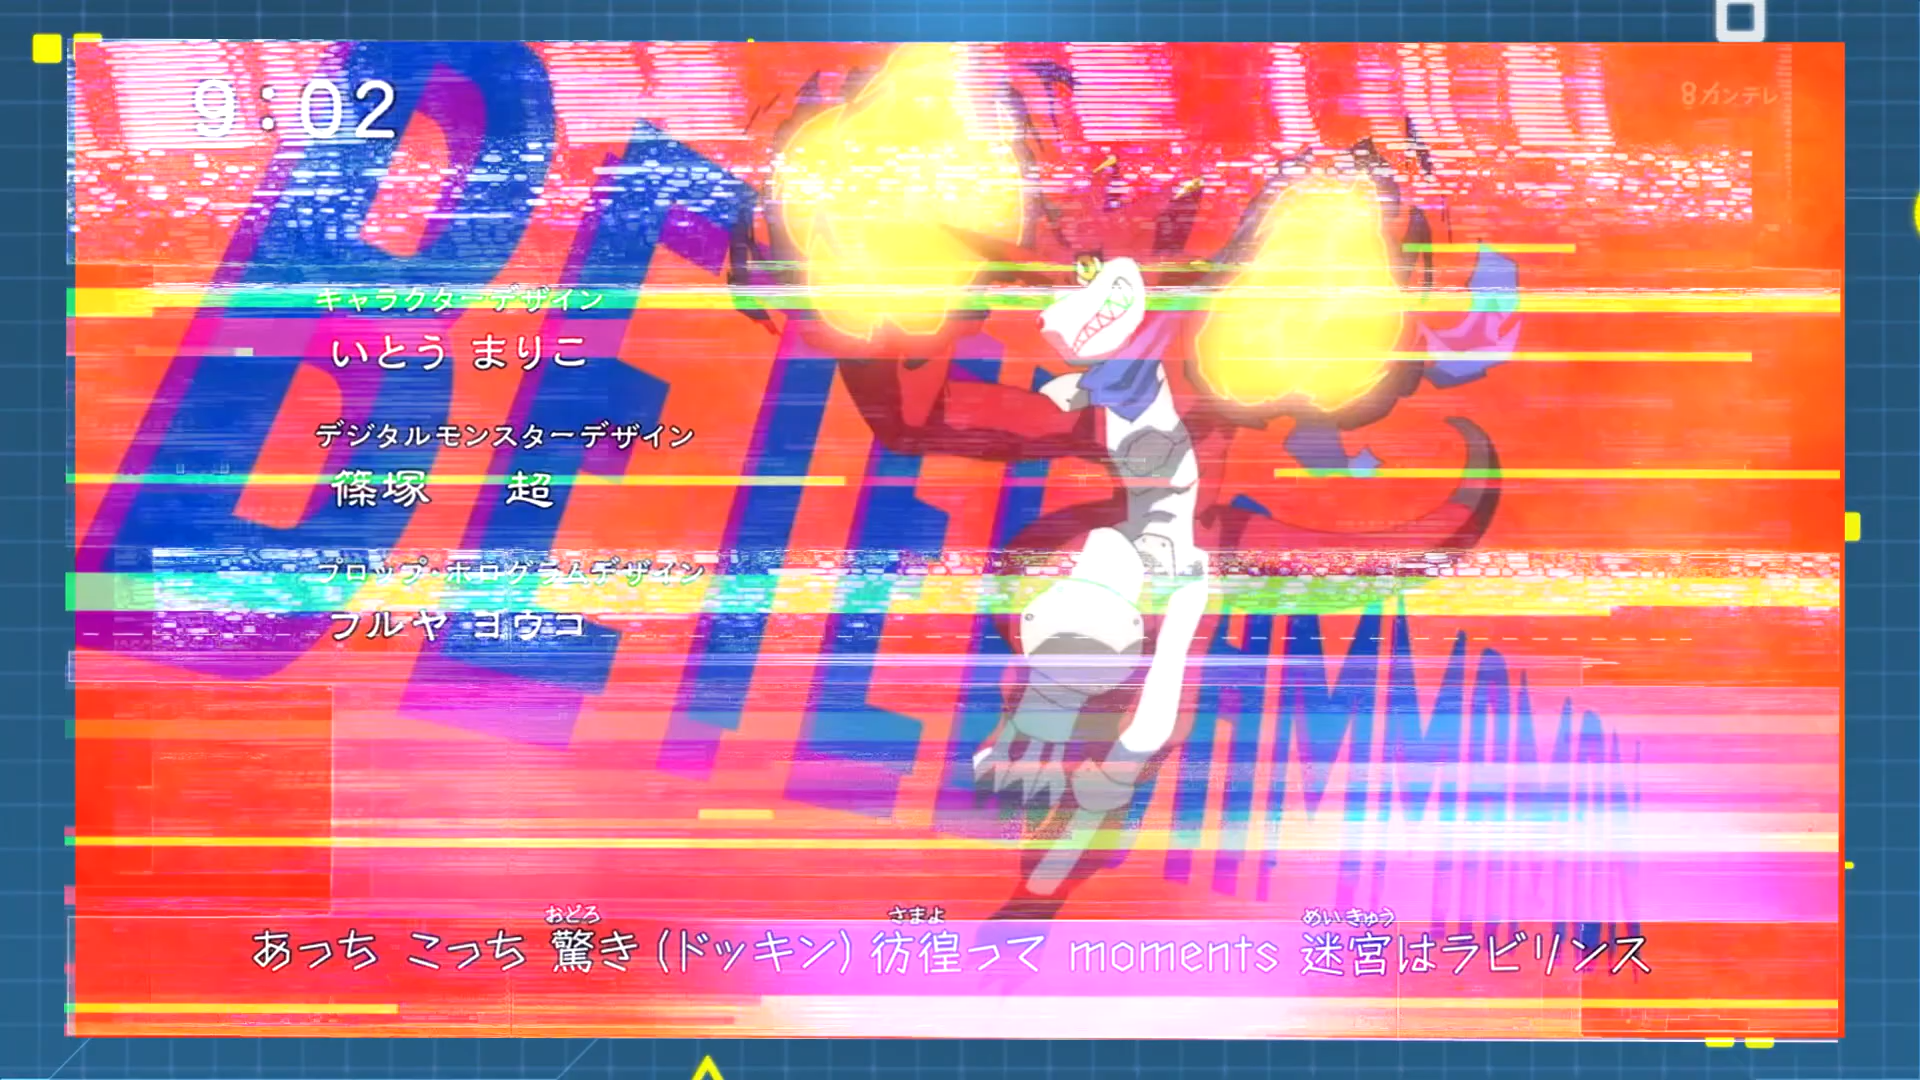 9:02
8カンテレ
キャラクターデザイン
いとう まりこ
デジタルモンスターデザイン
篠塚 超
プロップ・ホログラムデザイン
フルヤ ヨウコ
BETELGAMMAMON
おどろ さまよ めいきゅう
あっち こっち 驚き(ドッキン)彷徨って moments 迷宮はラビリンス